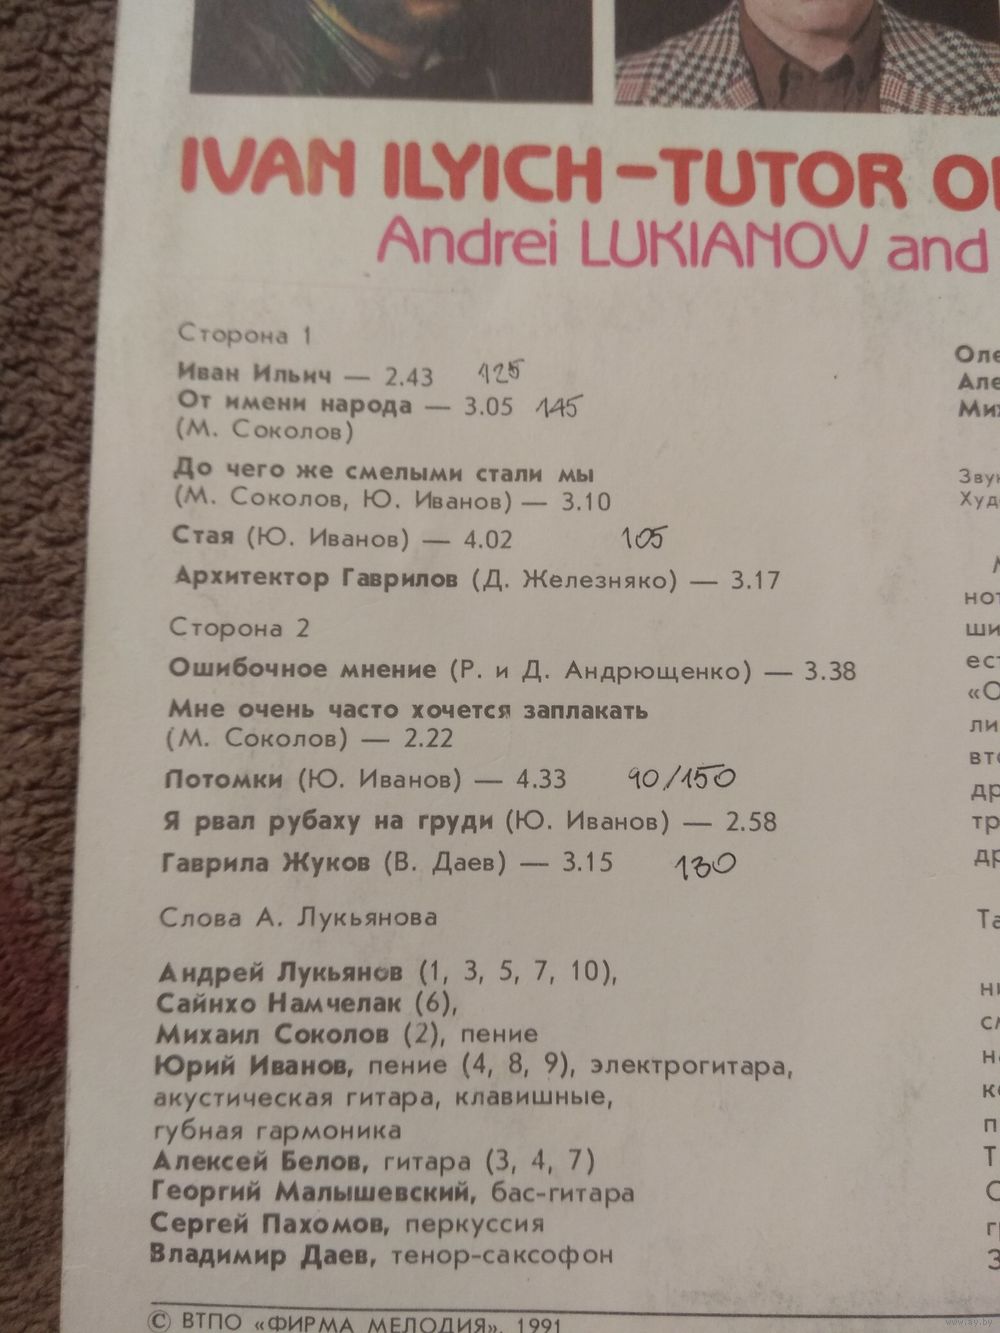 IVAN ILYICH–TUTOR
Andrei LUKIANOV and
Сторона 1
Иван Ильич — 2.43 125
От имени народа — 3.05 145
(М. Соколов)
До чего же смелыми стали мы
(М. Соколов, Ю. Иванов) — 3.10
Стая (Ю. Иванов) — 4.02 105
Архитектор Гаврилов (Д. Железняко) — 3.17
Сторона 2
Ошибочное мнение (Р. и Д. Андрющенко) — 3.38
Мне очень часто хочется заплакать
(М. Соколов) — 2.22
Потомки (Ю. Иванов) — 4.33 90/150
Я рвал рубаху на груди (Ю. Иванов) — 2.58
Гаврила Жуков (В. Даев) — 3.15 130
Слова А. Лукьянова
Андрей Лукьянов (1, 3, 5, 7, 10),
Сайнхо Намчелак (6),
Михаил Соколов (2), пение
Юрий Иванов, пение (4, 8, 9), электрогитара,
акустическая гитара, клавишные,
губная гармоника
Алексей Белов, гитара (3, 4, 7)
Георгий Малышевский, бас-гитара
Сергей Пахомов, перкуссия
Владимир Даев, тенор-саксофон
© ВТПО «ФИРМА МЕЛОДИЯ», 1991
www.ay.by